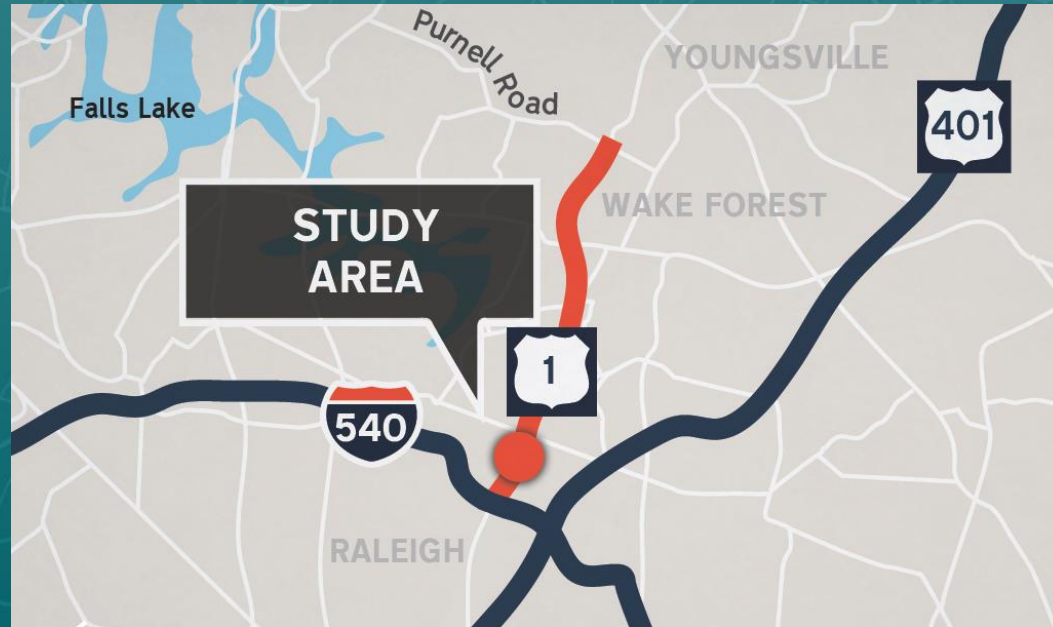 Purnell Road
YOUNGSVILLE
Falls Lake
401
WAKE FOREST
STUDY
AREA
1
540
RALEIGH